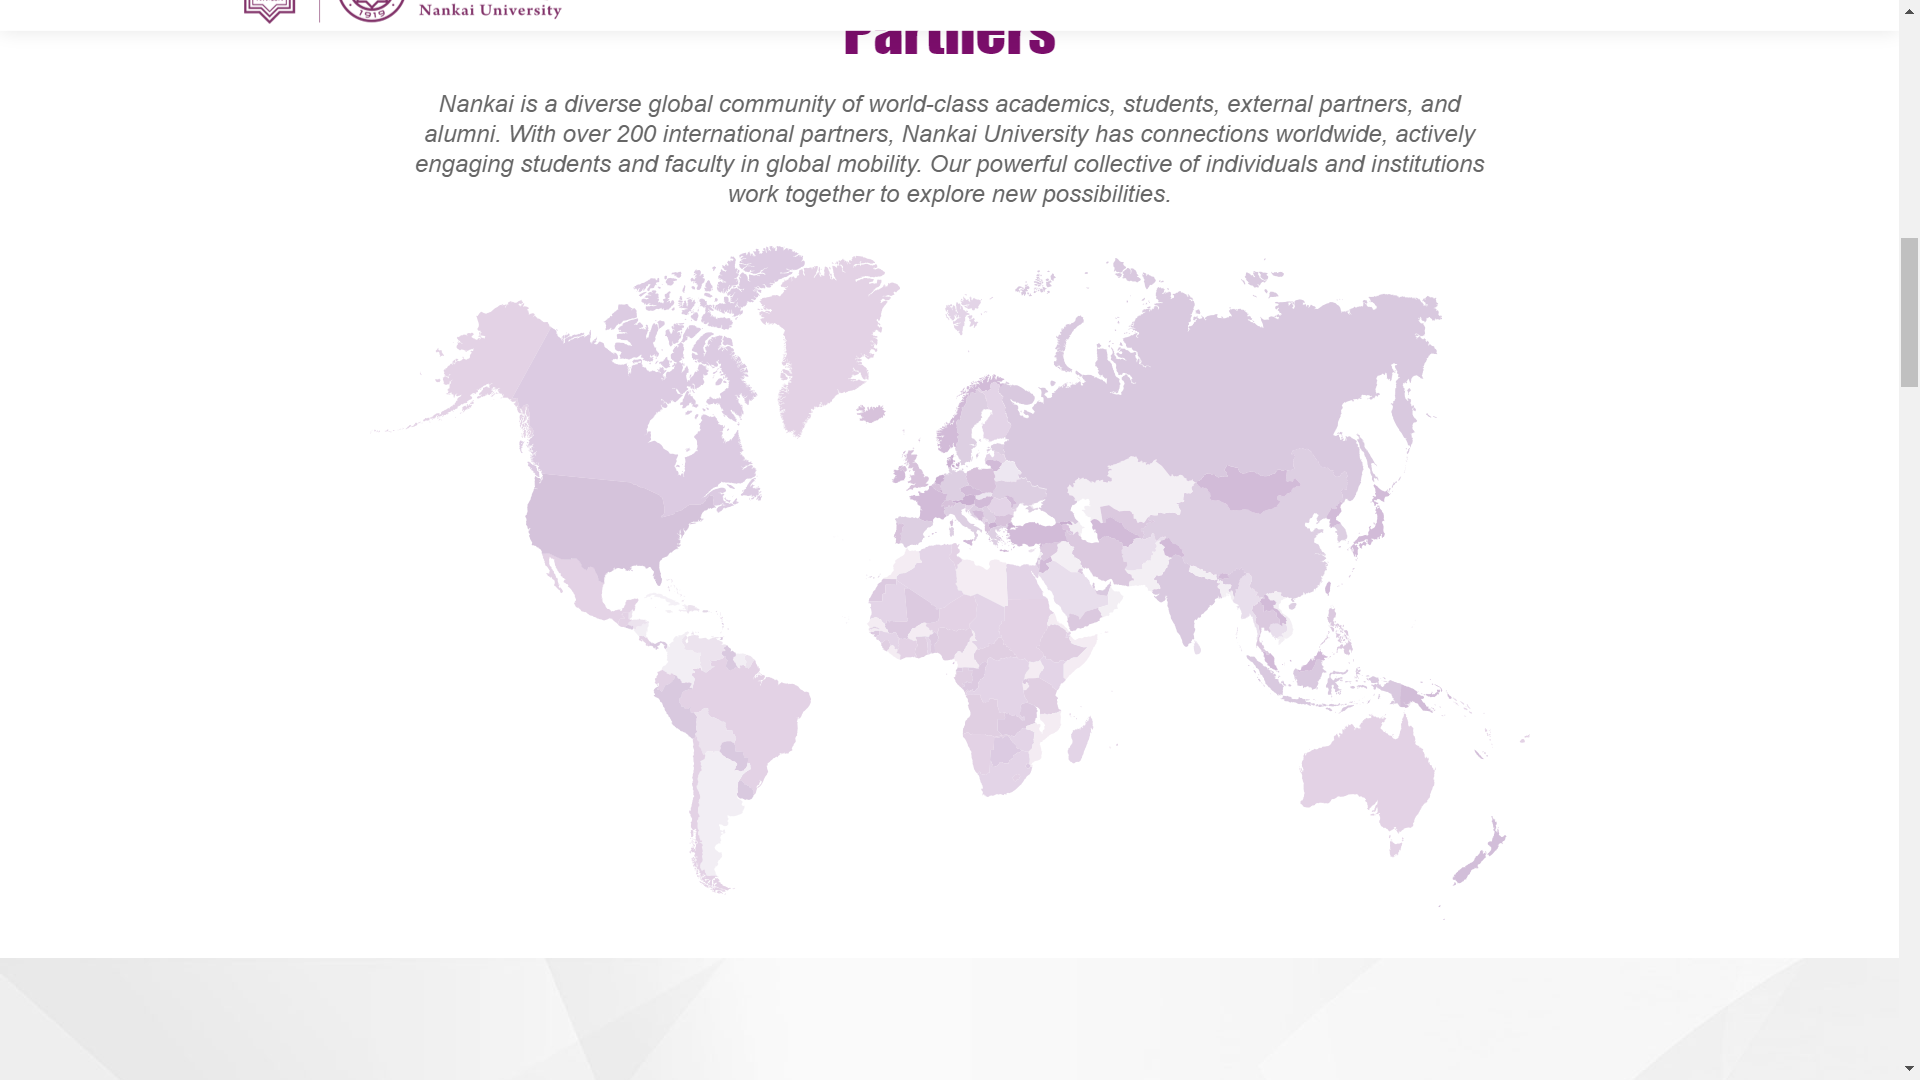 Nankai University
1919
Partners
Nankai is a diverse global community of world-class academics, students, external partners, and
alumni. With over 200 international partners, Nankai University has connections worldwide, actively
engaging students and faculty in global mobility. Our powerful collective of individuals and institutions
work together to explore new possibilities.